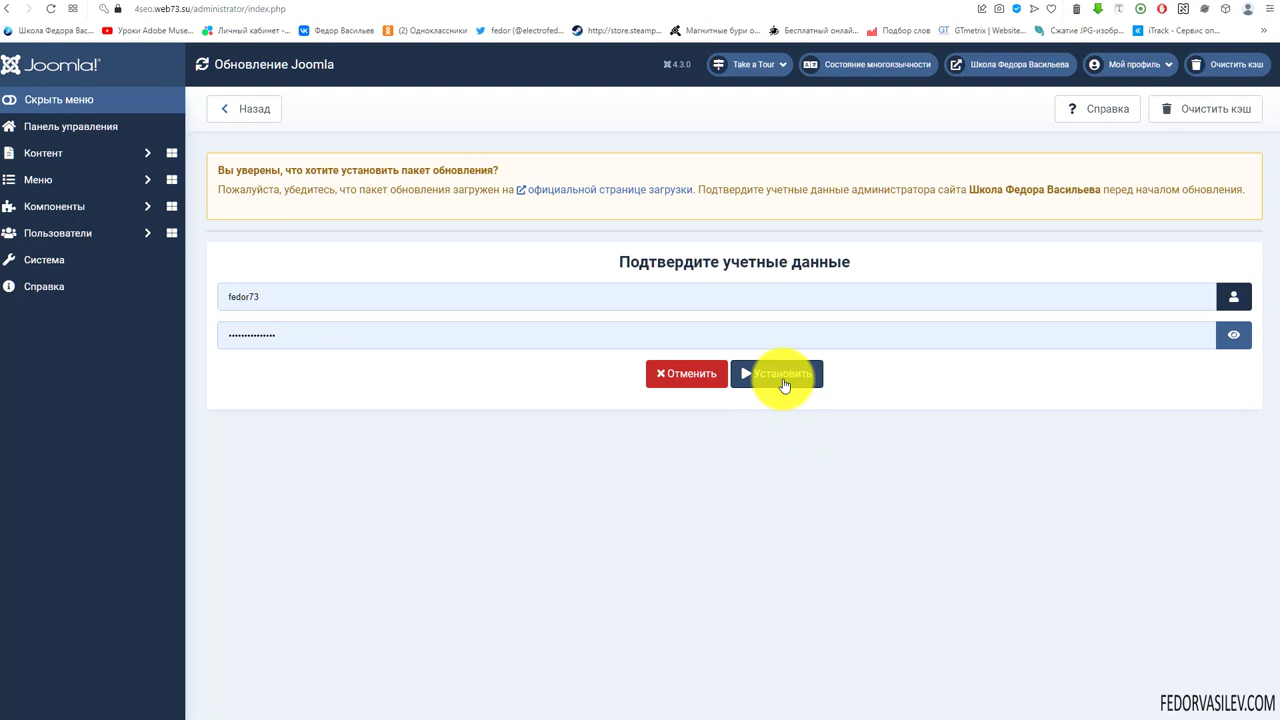 4seo.web73.su/administrator/index.php
Школа Федора Вас...
Уроки Adobe Muse...
Личный кабинет -...
Федор Васильев
(2) Одноклассники
fedor (@electrofed...
http://store.steamp...
Магнитные бури о...
Бесплатный онлай...
Подбор слов
GTmetrix | Website...
Сжатие JPG-изобр...
iTrack - Сервис оп...
Joomla!
Обновление Joomla
4.3.0
Take a Tour
Состояние многоязычности
Школа Федора Васильева
Мой профиль
Очистить кэш
Скрыть меню
Панель управления
Контент
Меню
Компоненты
Пользователи
Система
Справка
Назад
Справка
Очистить кэш
Вы уверены, что хотите установить пакет обновления?
Пожалуйста, убедитесь, что пакет обновления загружен на официальной странице загрузки. Подтвердите учетные данные администратора сайта Школа Федора Васильева перед началом обновления.
Подтвердите учетные данные
fedor73
Отменить
Установить
FEDORVASILEV.COM